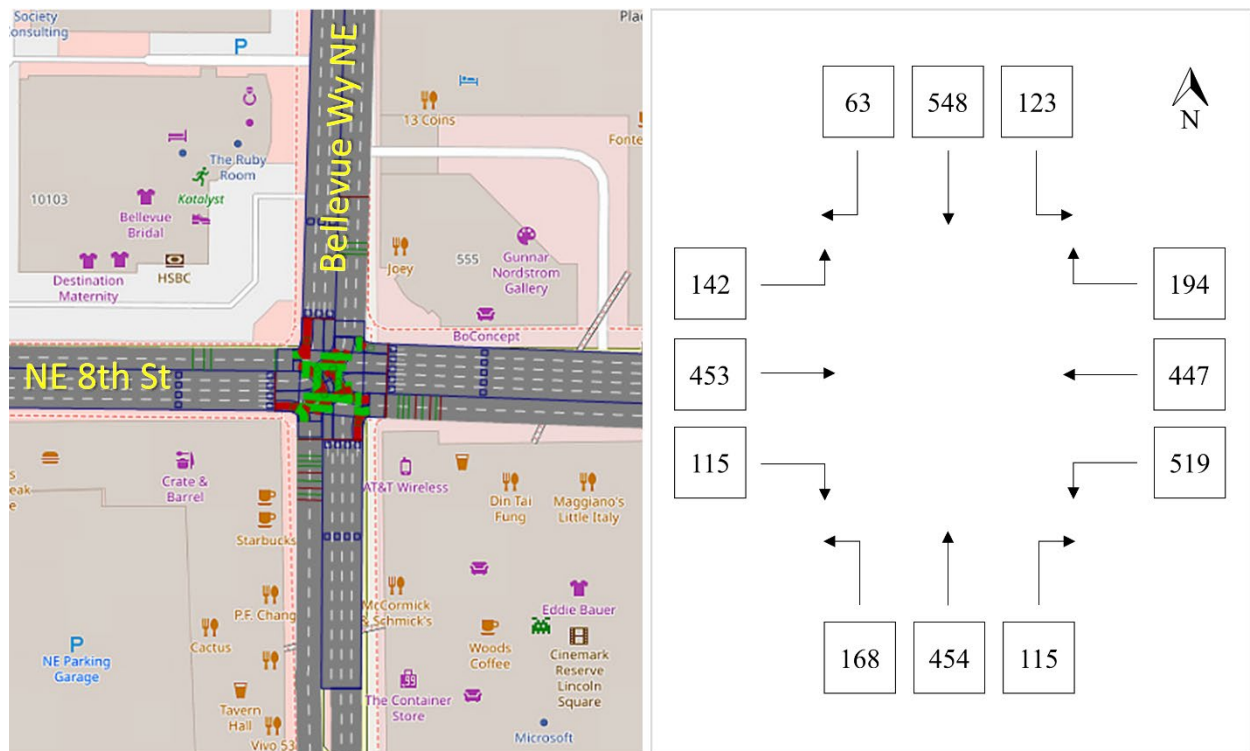 Society
onsulting
P
Bellevue Wy NE
13 Coins
The Ruby
Room
Katalyst
10103
Bellevue
Bridal
Destination
Maternity
HSBC
Joey
555
Gunnar
Nordstrom
Gallery
BoConcept
NE 8th St
Crate &
Barrel
Starbucks
AT&T Wireless
Din Tai
Fung
Maggiano's
Little Italy
P.F. Chang
Cactus
McCormick
& Schmick's
Eddie Bauer
Woods
Coffee
Cinemark
Reserve
Lincoln
Square
P
NE Parking
Garage
Tavern
Hall
Vivo 53
The Container
Store
Microsoft
63 548 123
N
142 194
453 447
115 519
168 454 115